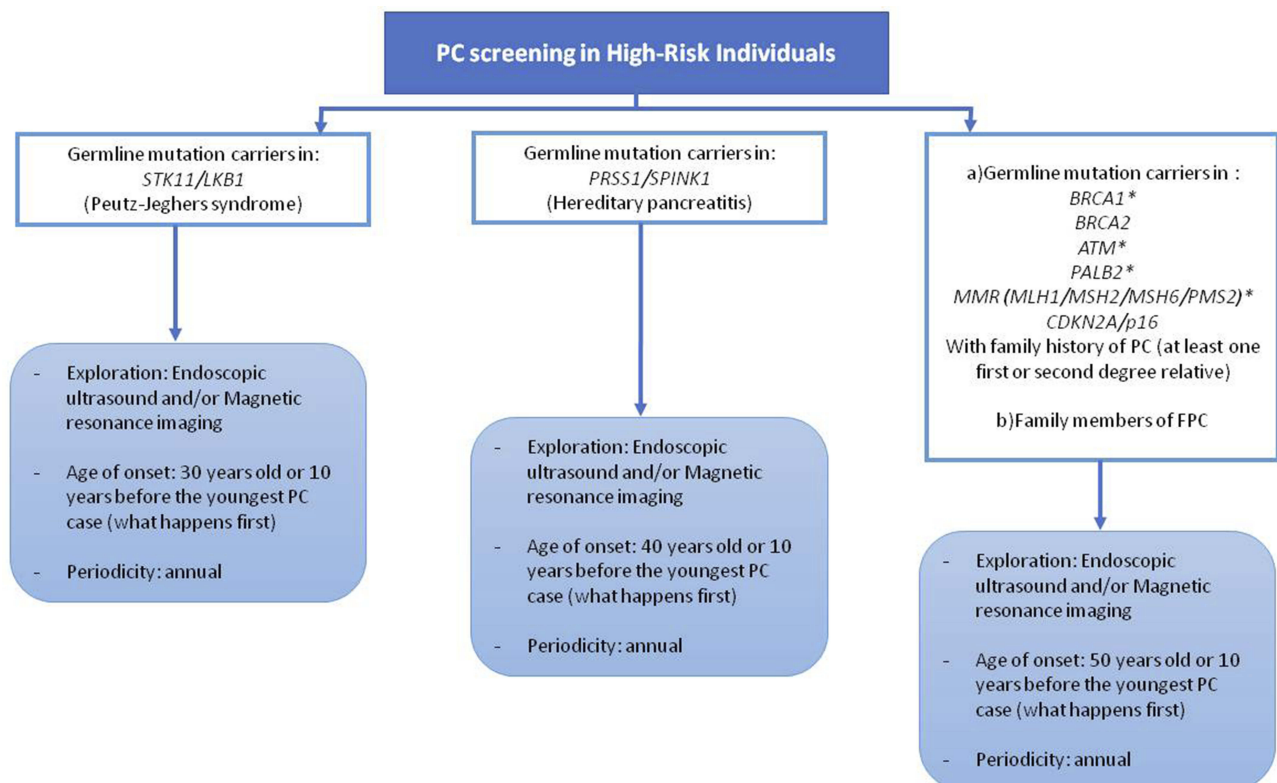 PC screening in High-Risk Individuals
Germline mutation carriers in:
STK11/LKB1
(Peutz-Jeghers syndrome)
- Exploration: Endoscopic
ultrasound and/or Magnetic
resonance imaging
- Age of onset: 30 years old or 10
years before the youngest PC
case (what happens first)
- Periodicity: annual
Germline mutation carriers in:
PRSS1/SPINK1
(Hereditary pancreatitis)
- Exploration: Endoscopic
ultrasound and/or Magnetic
resonance imaging
- Age of onset: 40 years old or 10
years before the youngest PC
case (what happens first)
- Periodicity: annual
a)Germline mutation carriers in :
BRCA1*
BRCA2
ATM*
PALB2*
MMR (MLH1/MSH2/MSH6/PMS2)*
CDKN2A/p16
With family history of PC (at least one
first or second degree relative)
b)Family members of FPC
- Exploration: Endoscopic
ultrasound and/or Magnetic
resonance imaging
- Age of onset: 50 years old or 10
years before the youngest PC
case (what happens first)
- Periodicity: annual